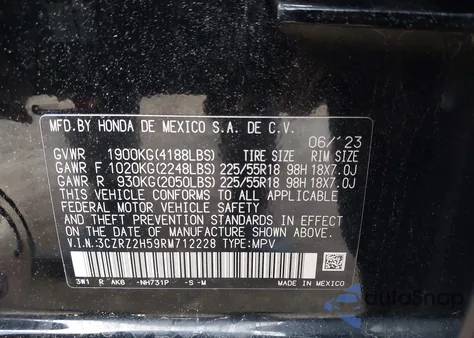 MFD.BY HONDA DE MEXICO S.A. DE C.V.
06/'23
GVWR 1900KG(4188LBS) TIRE SIZE RIM SIZE
GAWR F 1020KG(2248LBS) 225/55R18 98H 18X7.0J
GAWR R 930KG(2050LBS) 225/55R18 98H 18X7.0J
THIS VEHICLE CONFORMS TO ALL APPLICABLE
FEDERAL MOTOR VEHICLE SAFETY
AND THEFT PREVENTION STANDARDS IN EFFECT
ON THE DATE OF MANUFACTURE SHOWN ABOVE.
V.I.N.:3CZRZ2H59RM712228 TYPE:MPV
3W1 R AKB -NH731P -S-M MADE IN MEXICO
autoSnap